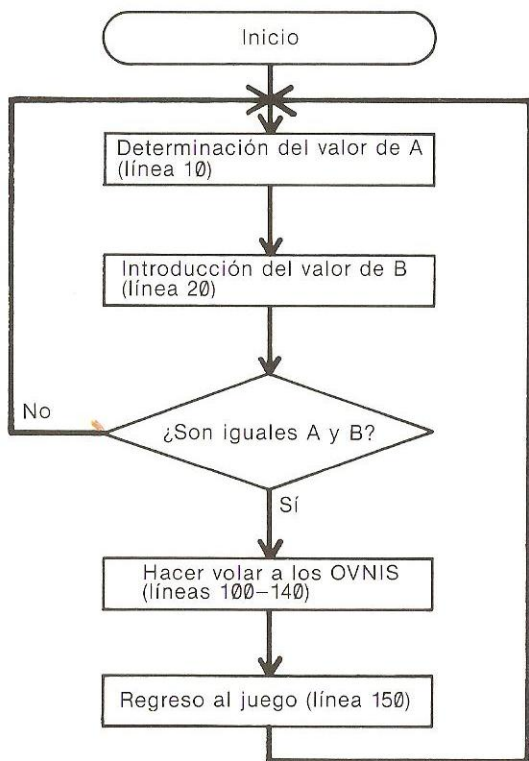 Inicio
Determinación del valor de A
(línea 10)
Introducción del valor de B
(línea 20)
¿Son iguales A y B?
No
Sí
Hacer volar a los OVNIS
(líneas 100–140)
Regreso al juego (línea 150)